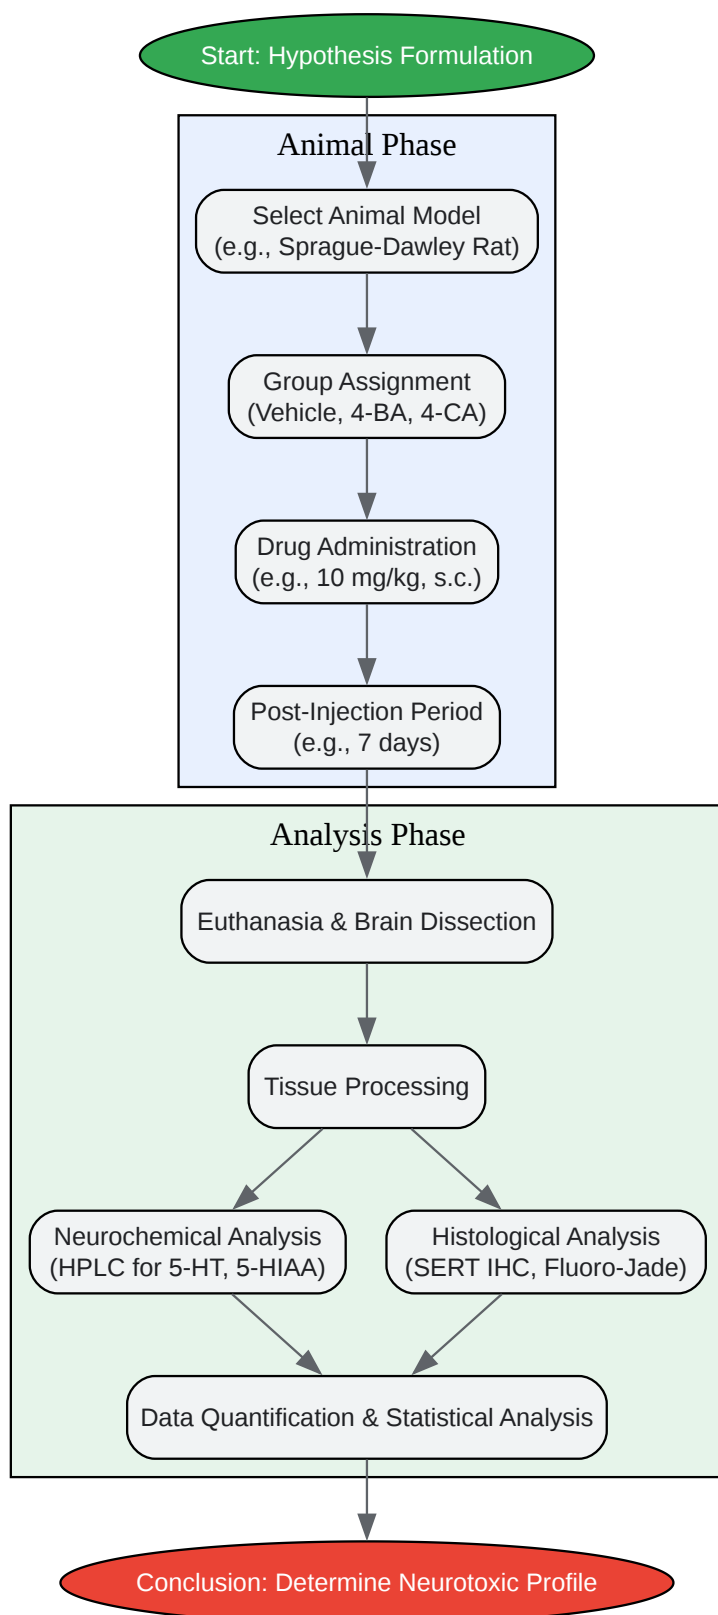 Start: Hypothesis Formulation
Animal Phase
Select Animal Model
(e.g., Sprague-Dawley Rat)
Group Assignment
(Vehicle, 4-BA, 4-CA)
Drug Administration
(e.g., 10 mg/kg, s.c.)
Post-Injection Period
(e.g., 7 days)
Analysis Phase
Euthanasia & Brain Dissection
Tissue Processing
Neurochemical Analysis
(HPLC for 5-HT, 5-HIAA)
Histological Analysis
(SERT IHC, Fluoro-Jade)
Data Quantification & Statistical Analysis
Conclusion: Determine Neurotoxic Profile